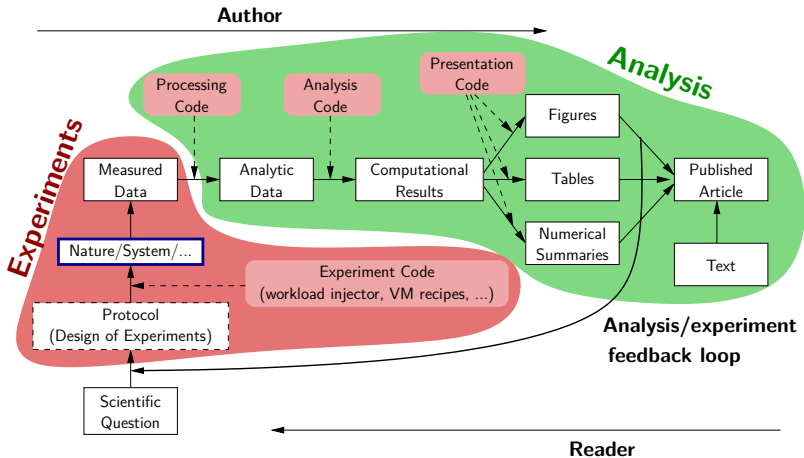 Author
Analysis
Processing
Code
Analysis
Code
Presentation
Code
Experiments
Measured
Data
Analytic
Data
Computational
Results
Figures
Tables
Numerical
Summaries
Published
Article
Text
Nature/System/...
Experiment Code
(workload injector, VM recipes, ...)
Protocol
(Design of Experiments)
Analysis/experiment
feedback loop
Scientific
Question
Reader